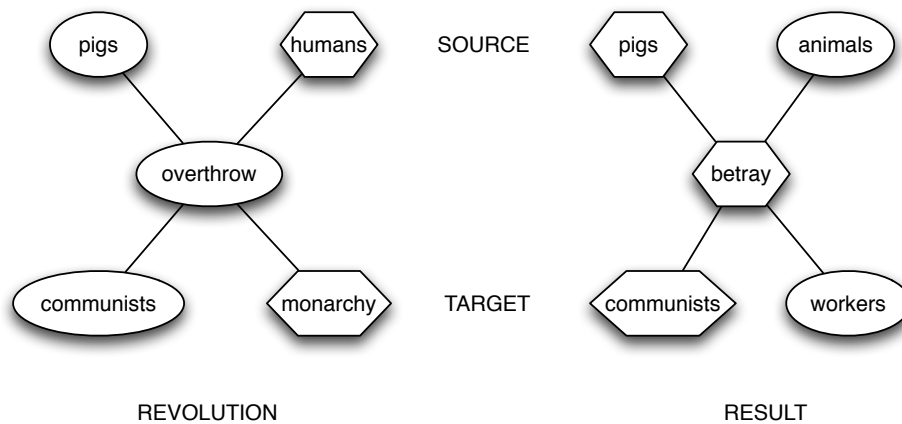 pigs
humans
SOURCE
pigs
animals
overthrow
betray
communists
monarchy
TARGET
communists
workers
REVOLUTION
RESULT